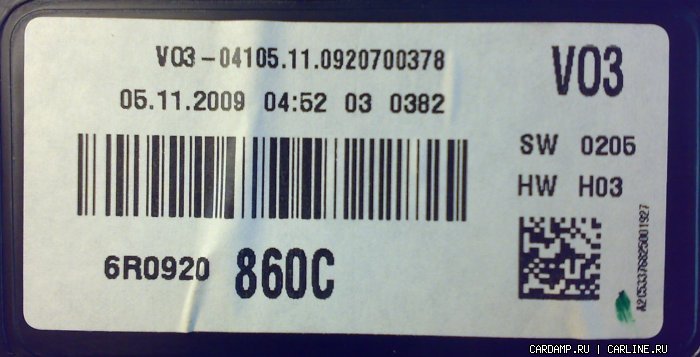 V03-04105.11.0920700378
V03
05.11.2009 04:52 03 0382
SW 0205
HW H03
6R0920 860C
A2C53376825001927
CARDAMP.RU | CARLINE.RU